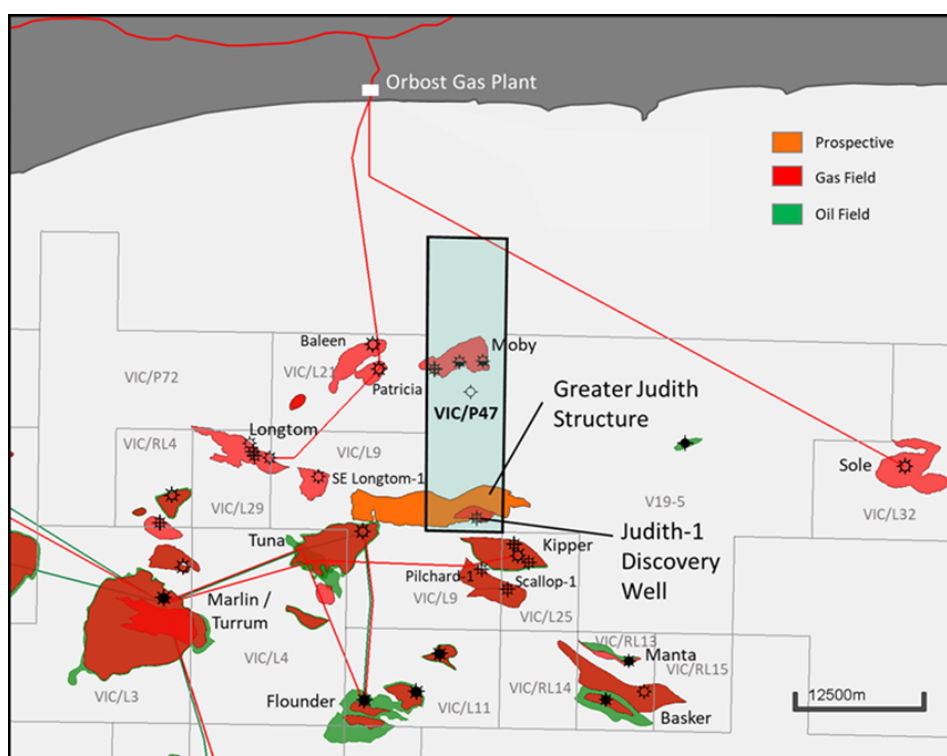 Orbost Gas Plant
Prospective
Gas Field
Oil Field
Baleen
Moby
VIC/L21
VIC/P72
Patricia
VIC/P47
Greater Judith
Structure
Longtom
VIC/RL4
VIC/L9
SE Longtom-1
Sole
V19-5
VIC/L29
VIC/L32
Judith-1
Discovery
Well
Tuna
Kipper
Pilchard-1
Scallop-1
VIC/L9
Marlin /
Turrum
VIC/L25
VIC/L4
VIC/RL13
Manta
VIC/RL15
VIC/L3
Flounder
VIC/L11
VIC/RL14
Basker
12500m